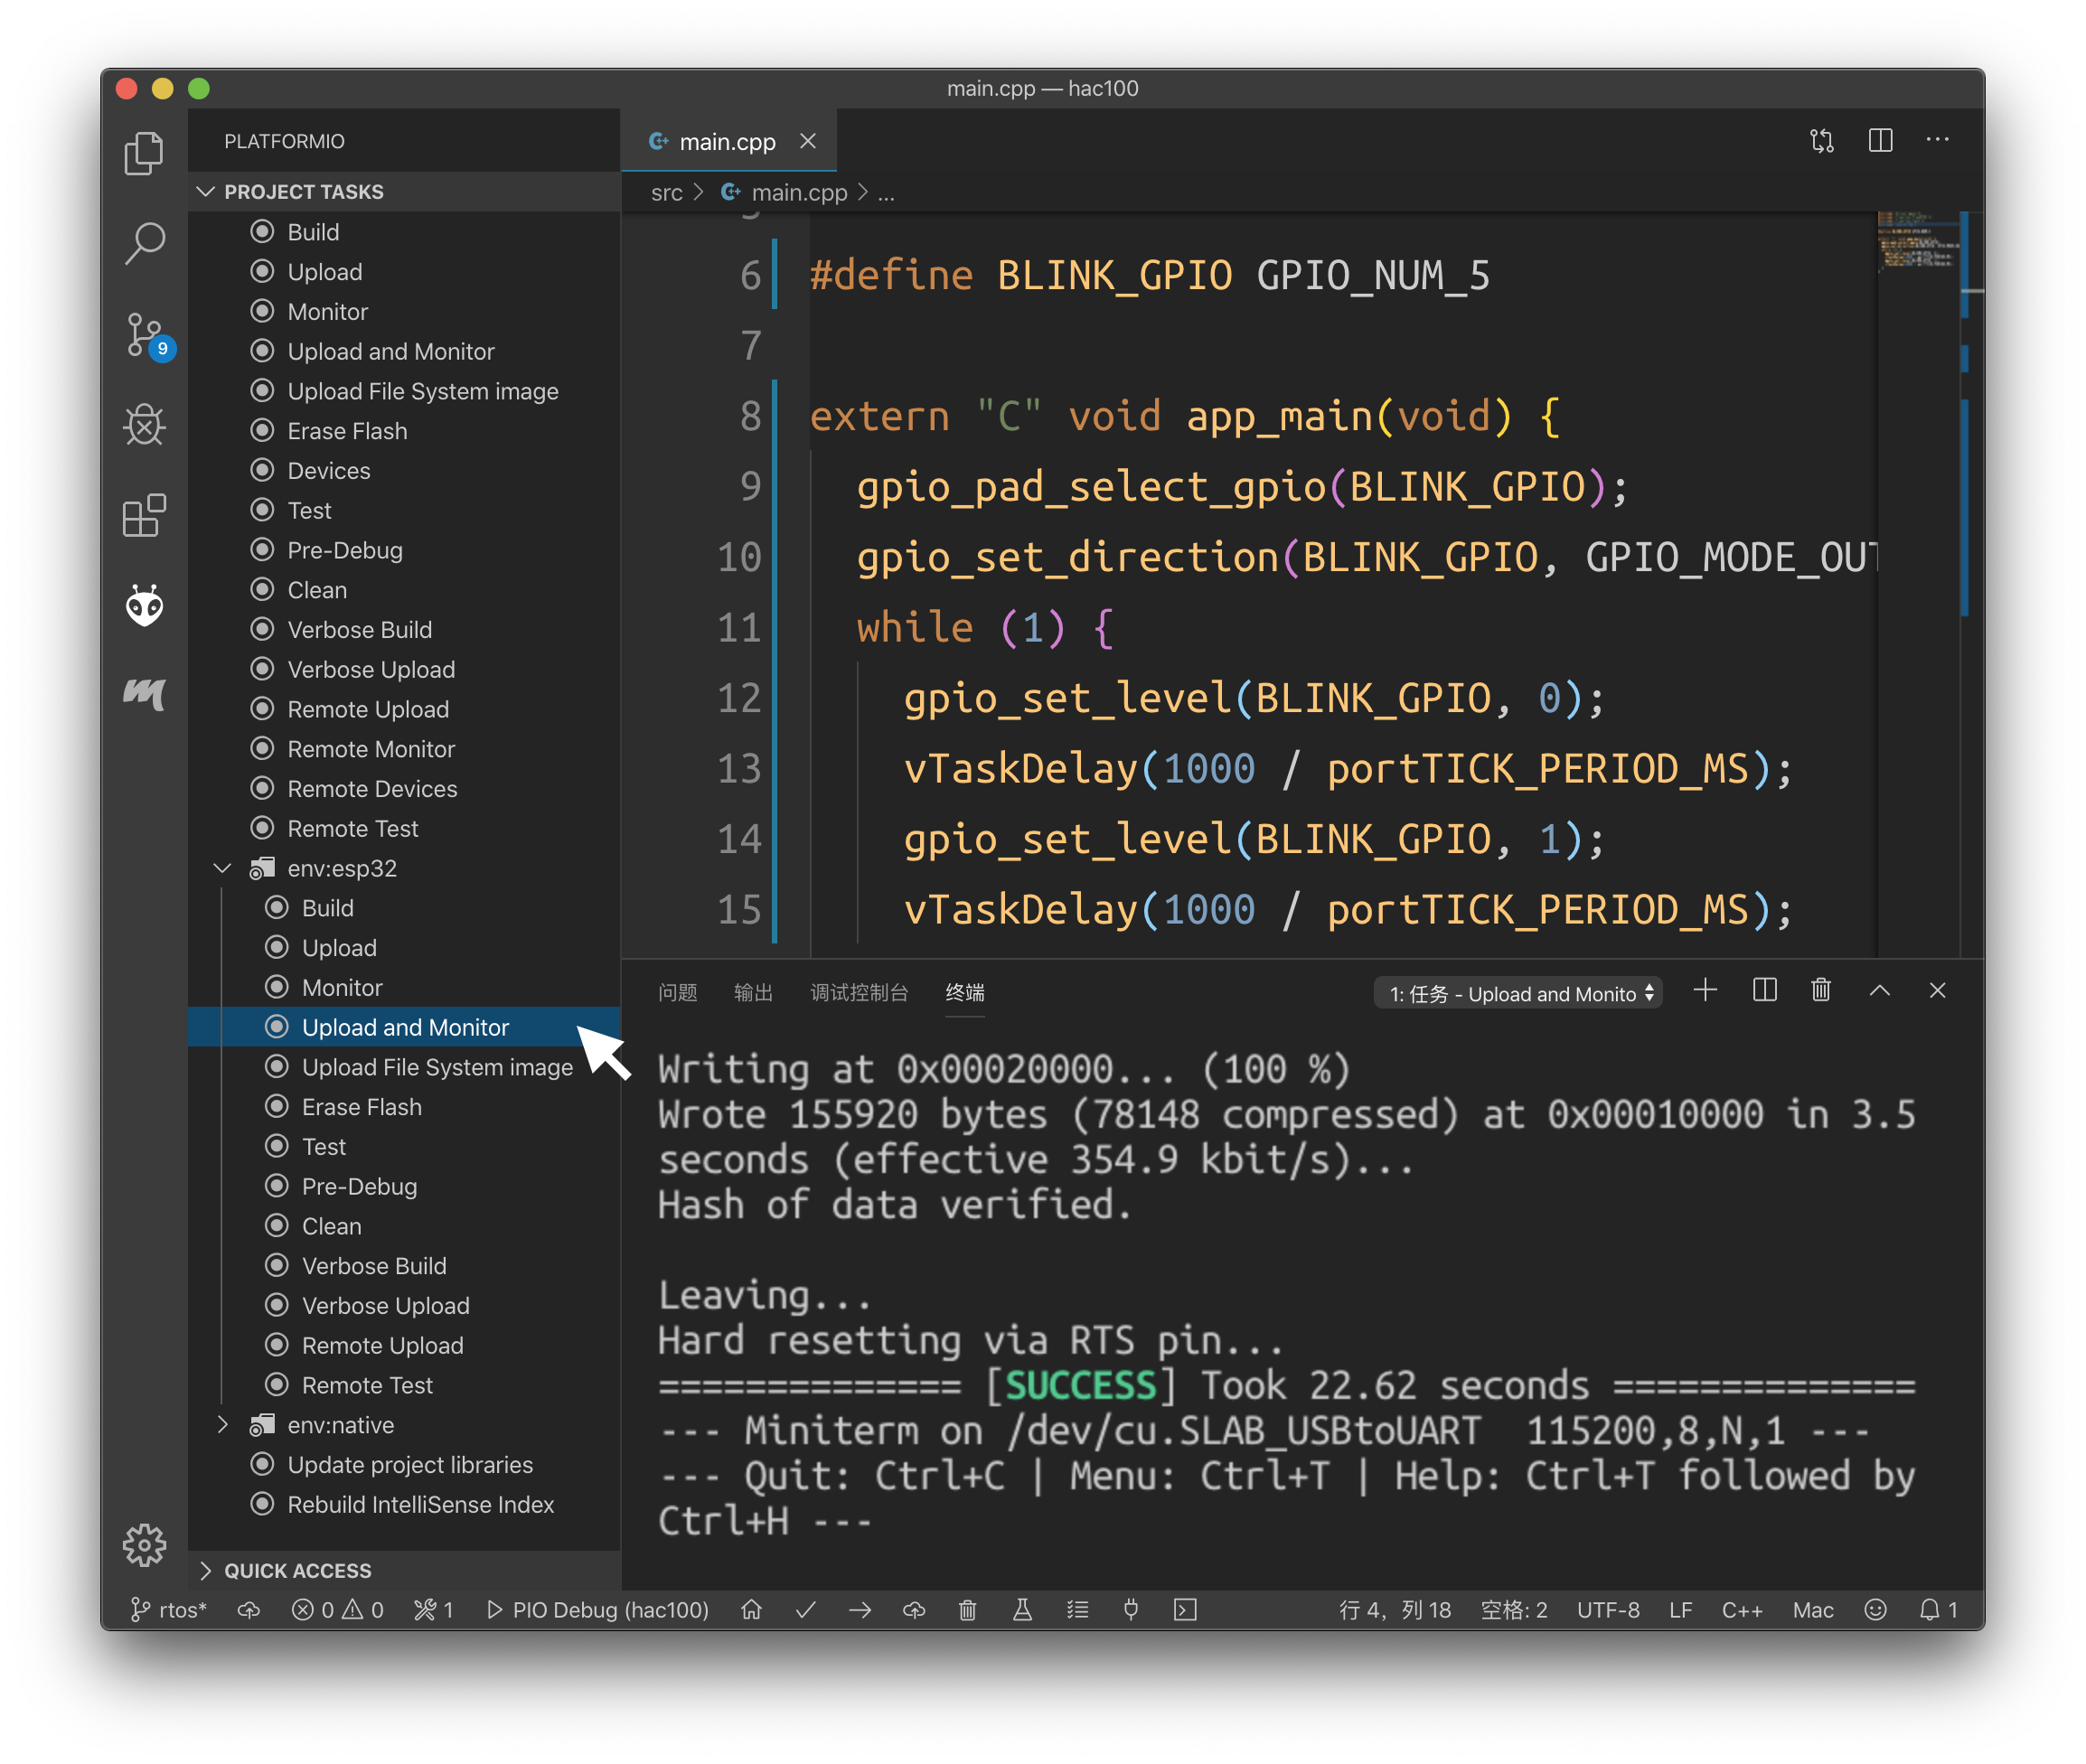 main.cpp — hac100
PLATFORMIO
PROJECT TASKS
Build
Upload
Monitor
Upload and Monitor
Upload File System image
Erase Flash
Devices
Test
Pre-Debug
Clean
Verbose Build
Verbose Upload
Remote Upload
Remote Monitor
Remote Devices
Remote Test
env:esp32
Build
Upload
Monitor
Upload and Monitor
Upload File System image
Erase Flash
Test
Pre-Debug
Clean
Verbose Build
Verbose Upload
Remote Upload
Remote Test
env:native
Update project libraries
Rebuild IntelliSense Index
QUICK ACCESS
9
main.cpp
src > main.cpp > ...
6 #define BLINK_GPIO GPIO_NUM_5
7
8 extern "C" void app_main(void) {
9 gpio_pad_select_gpio(BLINK_GPIO);
10 gpio_set_direction(BLINK_GPIO, GPIO_MODE_OUT
11 while (1) {
12 gpio_set_level(BLINK_GPIO, 0);
13 vTaskDelay(1000 / portTICK_PERIOD_MS);
14 gpio_set_level(BLINK_GPIO, 1);
15 vTaskDelay(1000 / portTICK_PERIOD_MS);
问题 输出 调试控制台 终端 1: 任务 - Upload and Monito
Writing at 0x00020000... (100 %)
Wrote 155920 bytes (78148 compressed) at 0x00010000 in 3.5
seconds (effective 354.9 kbit/s)...
Hash of data verified.
Leaving...
Hard resetting via RTS pin...
============== [SUCCESS] Took 22.62 seconds ==============
--- Miniterm on /dev/cu.SLAB_USBtoUART  115200,8,N,1 ---
--- Quit: Ctrl+C | Menu: Ctrl+T | Help: Ctrl+T followed by
Ctrl+H ---
rtos* 0 0 1 PIO Debug (hac100) 行 4, 列 18 空格: 2 UTF-8 LF C++ Mac 1